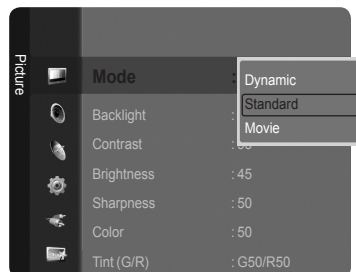 Picture
Mode :
Dynamic
Standard
Movie
Backlight :
Contrast :
Brightness : 45
Sharpness : 50
Color : 50
Tint (G/R) : G50/R50